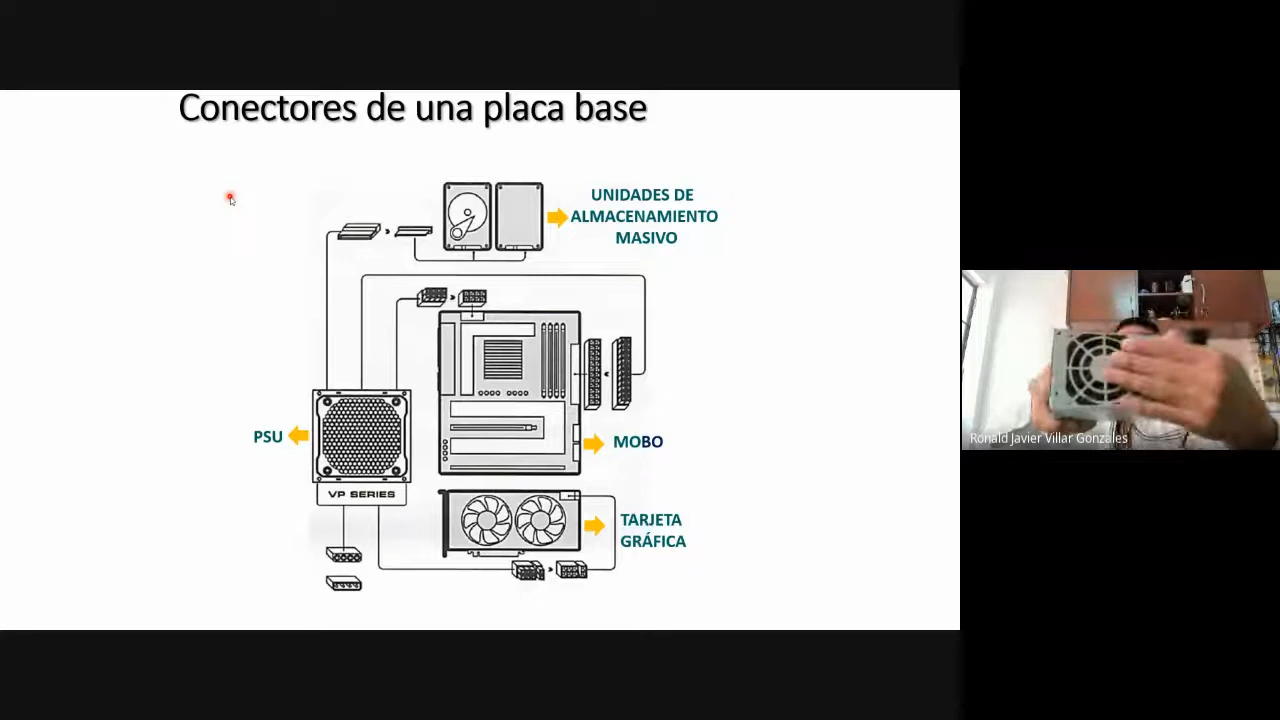 Conectores de una placa base
UNIDADES DE
ALMACENAMIENTO
MASIVO
PSU
MOBO
VP SERIES
TARJETA
GRÁFICA
Ronald Javier Villar Gonzales